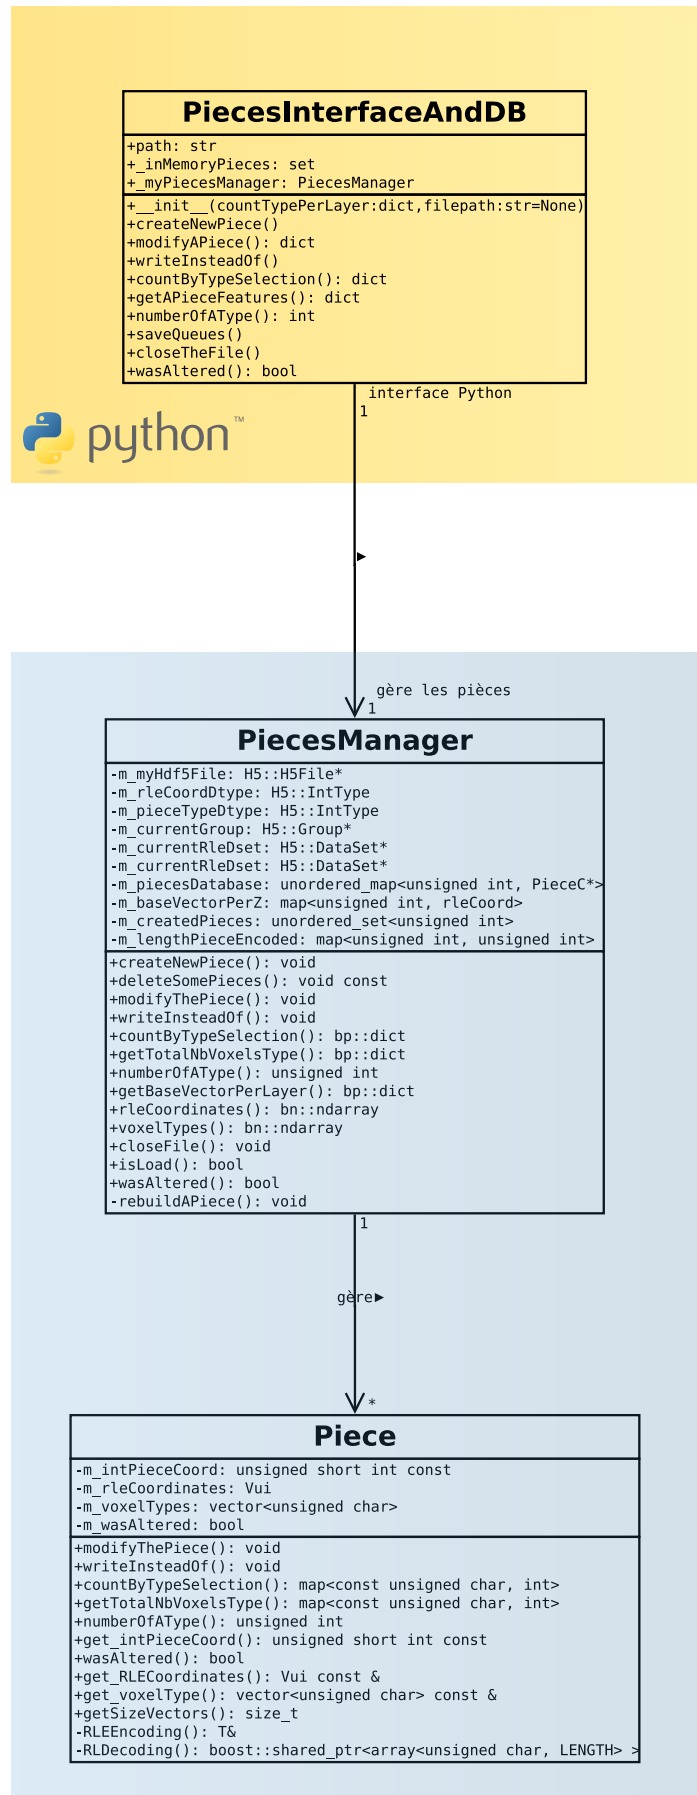 PiecesInterfaceAndDB
+path: str
+_inMemoryPieces: set
+_myPiecesManager: PiecesManager
+__init__(countTypePerLayer:dict,filepath:str=None)
+createNewPiece()
+modifyAPiece(): dict
+writeInsteadOf()
+countByTypeSelection(): dict
+getAPieceFeatures(): dict
+numberOfAType(): int
+saveQueues()
+closeTheFile()
+wasAltered(): bool
interface Python
1
python™
gère les pièces
1
PiecesManager
-m_myHdf5File: H5::H5File*
-m_rleCoordDtype: H5::IntType
-m_pieceTypeDtype: H5::IntType
-m_currentGroup: H5::Group*
-m_currentRleDset: H5::DataSet*
-m_currentRleDset: H5::DataSet*
-m_piecesDatabase: unordered_map<unsigned int, PieceC*>
-m_baseVectorPerZ: map<unsigned int, rleCoord>
-m_createdPieces: unordered_set<unsigned int>
-m_lengthPieceEncoded: map<unsigned int, unsigned int>
+createNewPiece(): void
+deleteSomePieces(): void const
+modifyThePiece(): void
+writeInsteadOf(): void
+countByTypeSelection(): bp::dict
+getTotalNbVoxelsType(): bp::dict
+numberOfAType(): unsigned int
+getBaseVectorPerLayer(): bp::dict
+rleCoordinates(): bn::ndarray
+voxelTypes(): bn::ndarray
+closeFile(): void
+isLoad(): bool
+wasAltered(): bool
-rebuildAPiece(): void
1
gère
*
Piece
-m_intPieceCoord: unsigned short int const
-m_rleCoordinates: Vui
-m_voxelTypes: vector<unsigned char>
-m_wasAltered: bool
+modifyThePiece(): void
+writeInsteadOf(): void
+countByTypeSelection(): map<const unsigned char, int>
+getTotalNbVoxelsType(): map<const unsigned char, int>
+numberOfAType(): unsigned int
+get_intPieceCoord(): unsigned short int const
+wasAltered(): bool
+get_RLECoordinates(): Vui const &
+get_voxelType(): vector<unsigned char> const &
+getSizeVectors(): size_t
-RLEEncoding(): T&
-RLDecoding(): boost::shared_ptr<array<unsigned char, LENGTH> >